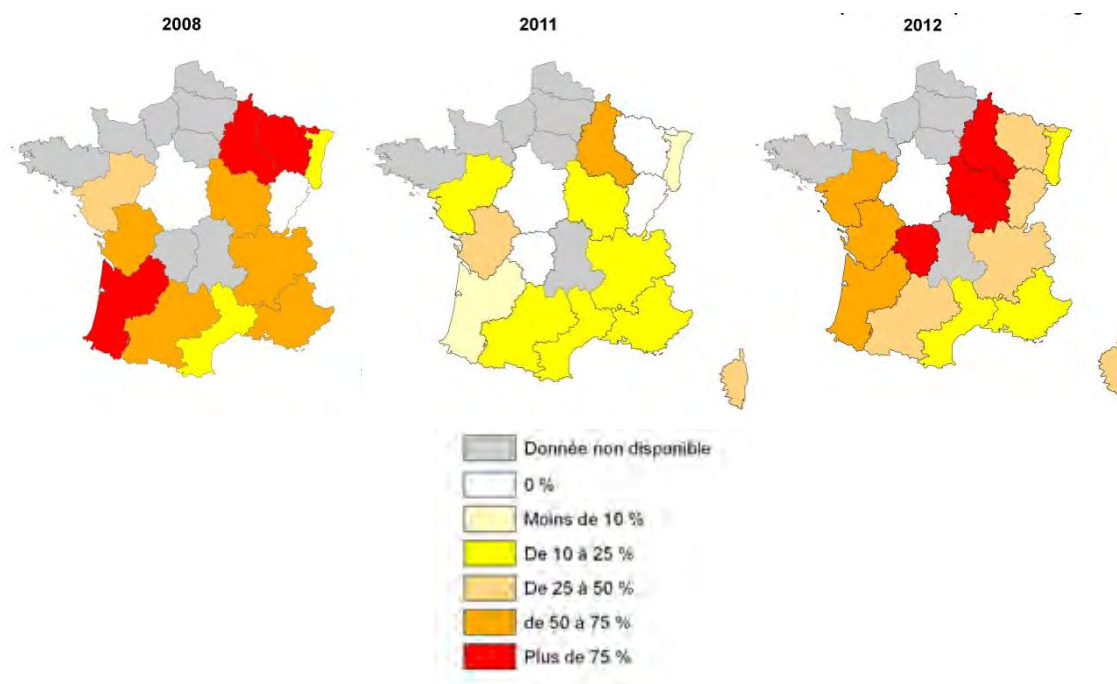 2008
2011
2012
Donnée non disponible
0 %
Moins de 10 %
De 10 à 25 %
De 25 à 50 %
de 50 à 75 %
Plus de 75 %